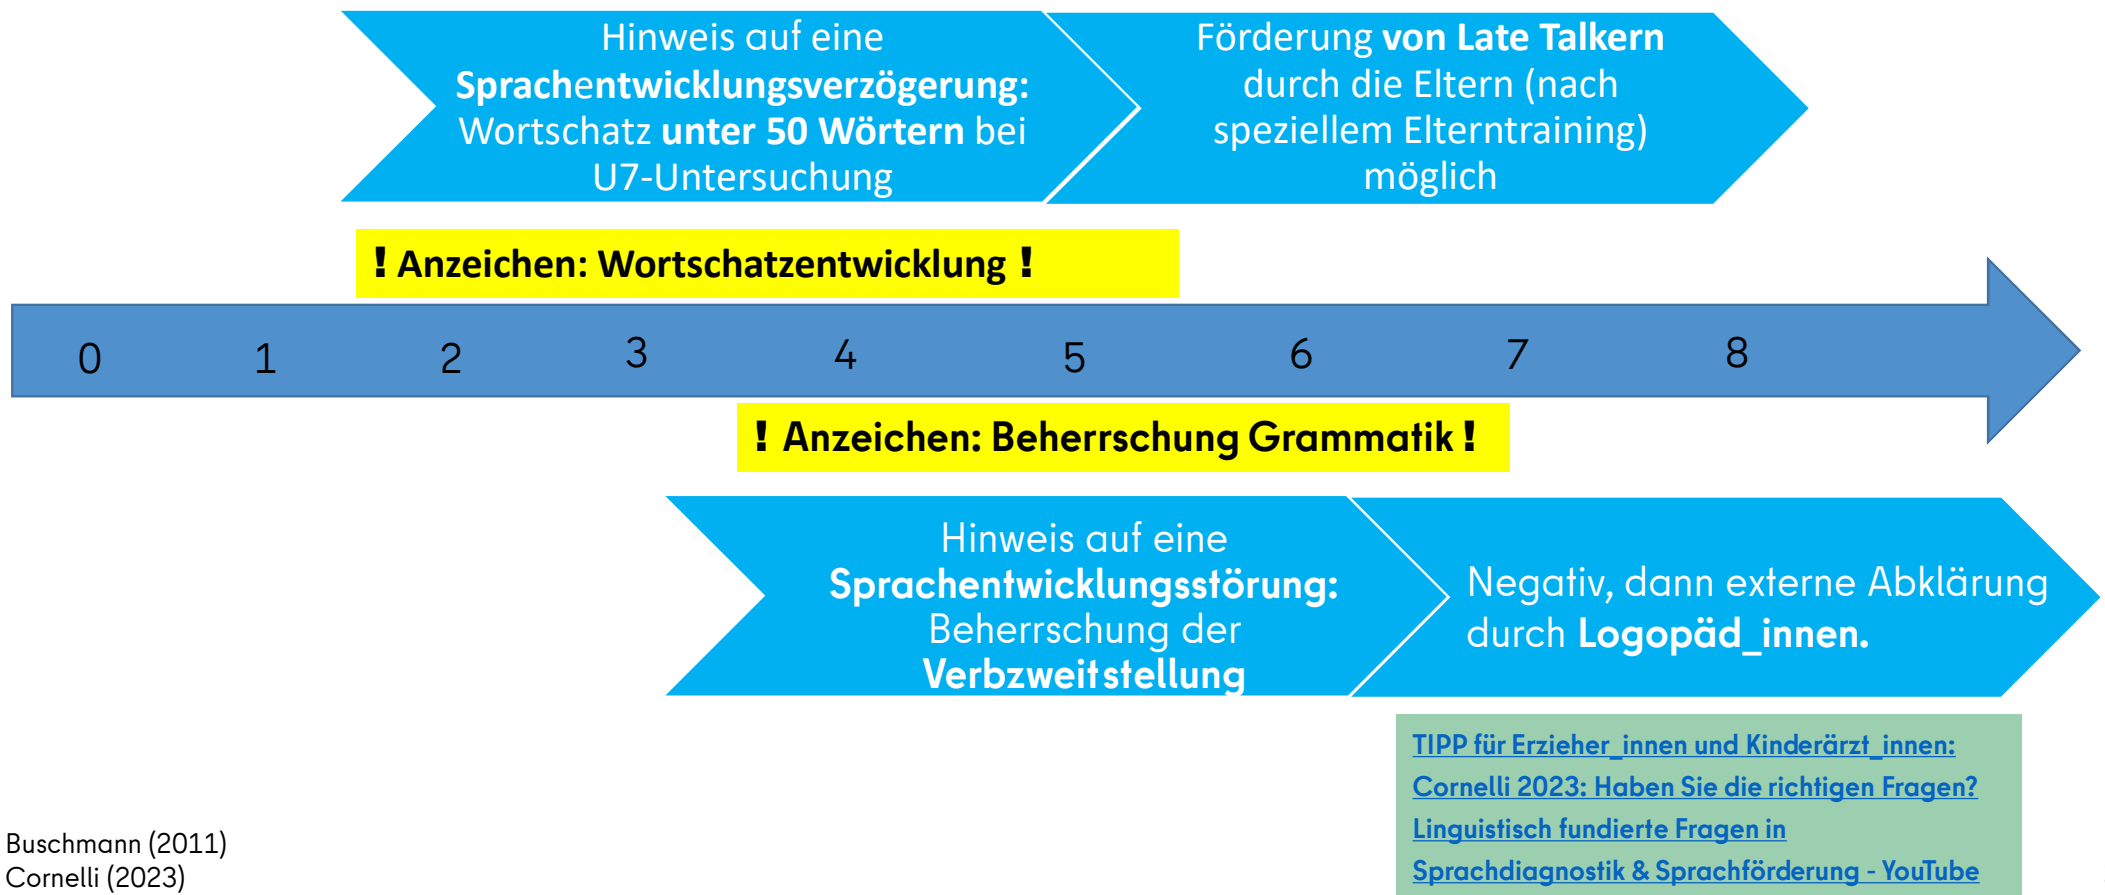 Hinweis auf eine
Sprachentwicklungsverzögerung:
Wortschatz unter 50 Wörtern bei
U7-Untersuchung
Förderung von Late Talkern
durch die Eltern (nach
speziellem Elterntraining)
möglich
! Anzeichen: Wortschatzentwicklung !
0 1 2 3 4 5 6 7 8
! Anzeichen: Beherrschung Grammatik !
Hinweis auf eine
Sprachentwicklungsstörung:
Beherrschung der
Verbzweitstellung
Negativ, dann externe Abklärung
durch Logopäd_innen.
TIPP für Erzieher_innen und Kinderärzt_innen:
Cornelli 2023: Haben Sie die richtigen Fragen?
Linguistisch fundierte Fragen in
Sprachdiagnostik & Sprachförderung - YouTube
Buschmann (2011)
Cornelli (2023)